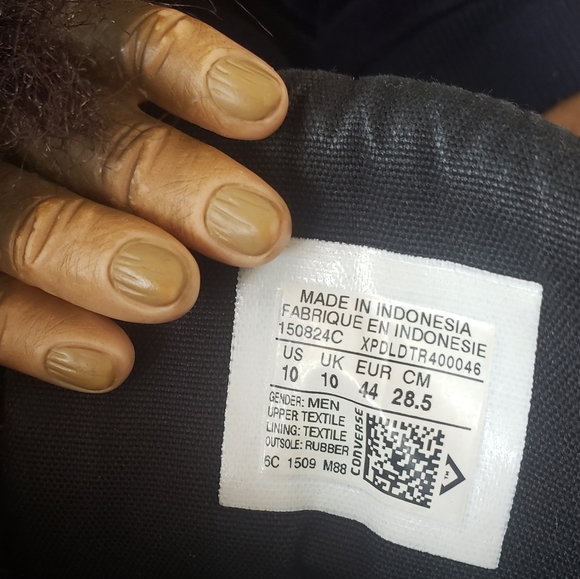 MADE IN INDONESIA
FABRIQUE EN INDONESIE
150824C XPDLDTR400046
US UK EUR CM
10 10 44 28.5
GENDER: MEN
UPPER TEXTILE
LINING: TEXTILE
OUTSOLE: RUBBER
6C 1509 M88
CONVERSE
TM